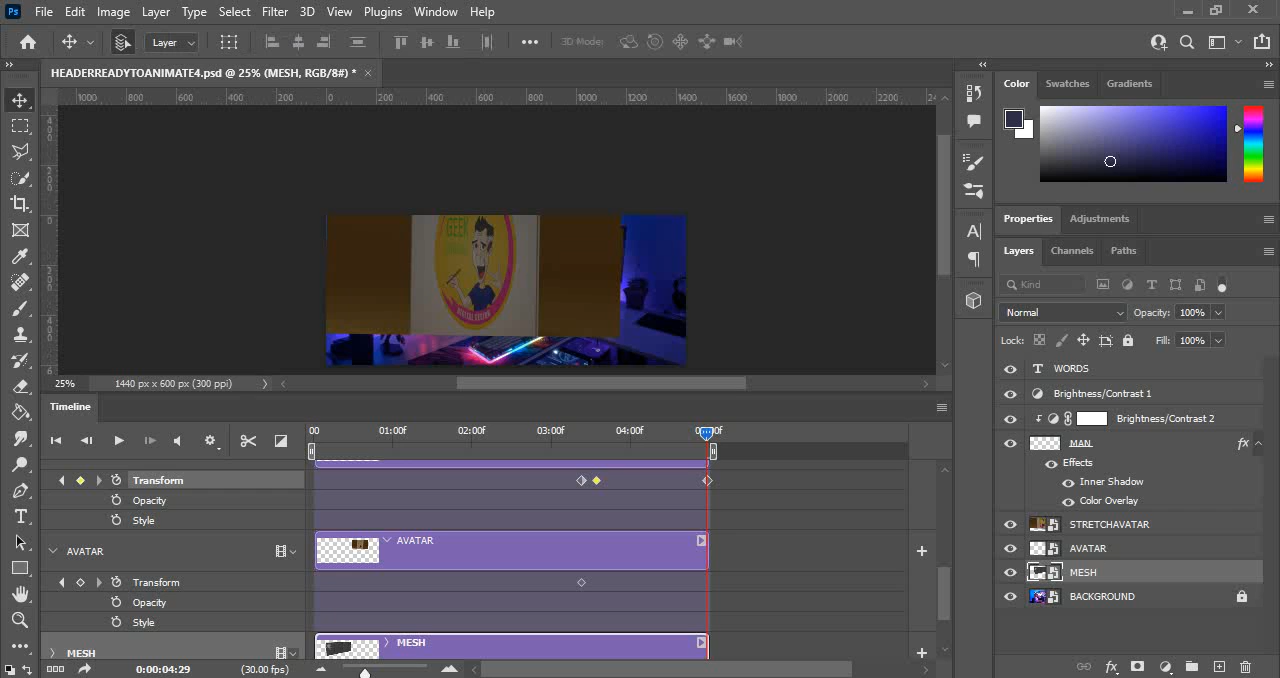 Ps File Edit Image Layer Type Select Filter 3D View Plugins Window Help
Layer 3D Mode:
HEADERREADYTOANIMATE4.psd @ 25% (MESH, RGB/8#) * ×
1000 800 600 400 200 0 200 400 600 800 1000 1200 1400 1600 1800 2000 2200
GEEK
25% 1440 px x 600 px (300 ppi)
Timeline
00 01:00f 02:00f 03:00f 04:00f
Transform
Opacity
Style
AVATAR AVATAR
Transform
Opacity
Style
MESH MESH
0:00:04:29 (30.00 fps)
Color Swatches Gradients
Properties Adjustments
Layers Channels Paths
Kind
Normal Opacity: 100%
Lock: Fill: 100%
WORDS
Brightness/Contrast 1
Brightness/Contrast 2
MAN fx
Effects
Inner Shadow
Color Overlay
STRETCHAVATAR
AVATAR
MESH
BACKGROUND
fx